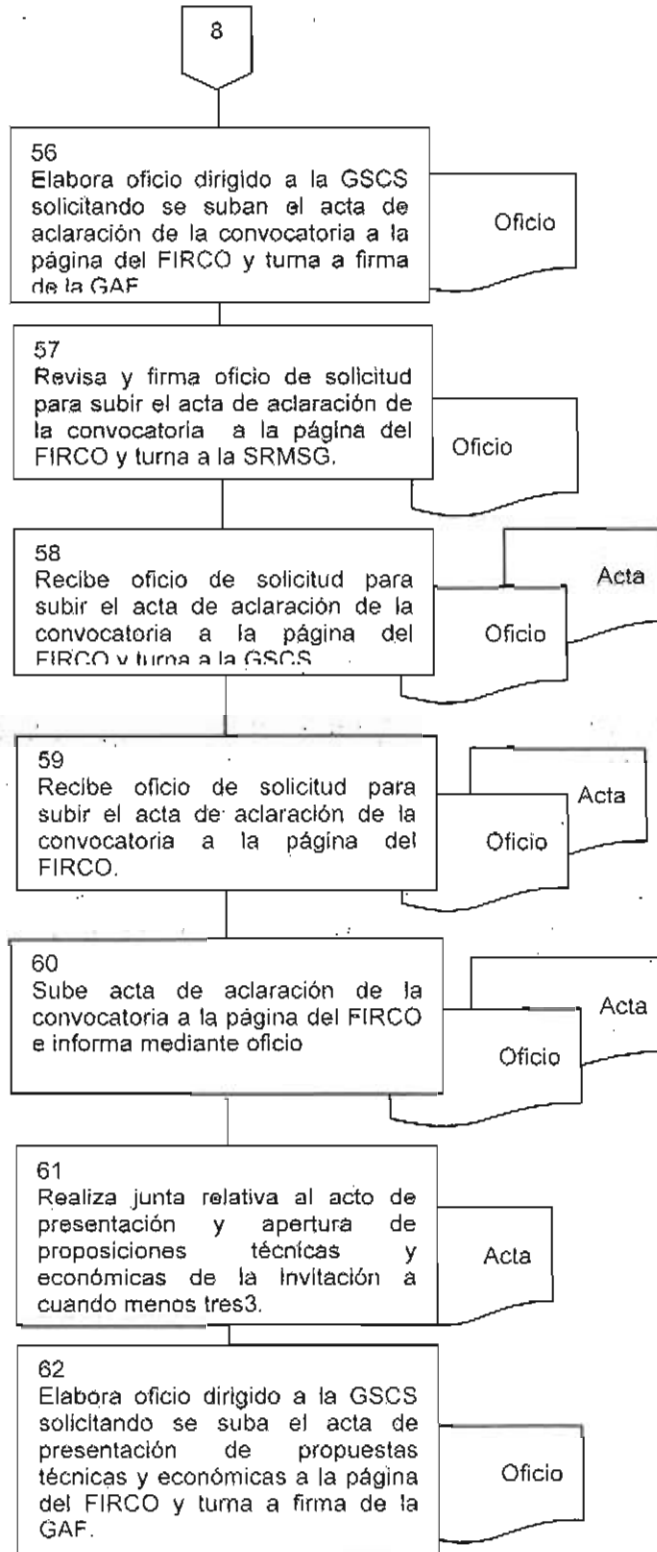 8
56
Elabora oficio dirigido a la GSCS
solicitando se suban el acta de
aclaración de la convocatoria a la
página del FIRCO y turna a firma
de la GAF
Oficio
57
Revisa y firma oficio de solicitud
para subir el acta de aclaración de
la convocatoria a la página del
FIRCO y turna a la SRMSG.
Oficio
58
Recibe oficio de solicitud para
subir el acta de aclaración de la
convocatoria a la página del
FIRCO y turna a la GSCS
Oficio
Acta
59
Recibe oficio de solicitud para
subir el acta de aclaración de la
convocatoria a la página del
FIRCO.
Oficio
Acta
60
Sube acta de aclaración de la
convocatoria a la página del FIRCO
e informa mediante oficio
Oficio
Acta
61
Realiza junta relativa al acto de
presentación y apertura de
proposiciones técnicas y
económicas de la Invitación a
cuando menos tres3.
Acta
62
Elabora oficio dirigido a la GSCS
solicitando se suba el acta de
presentación de propuestas
técnicas y económicas a la página
del FIRCO y turna a firma de la
GAF.
Oficio